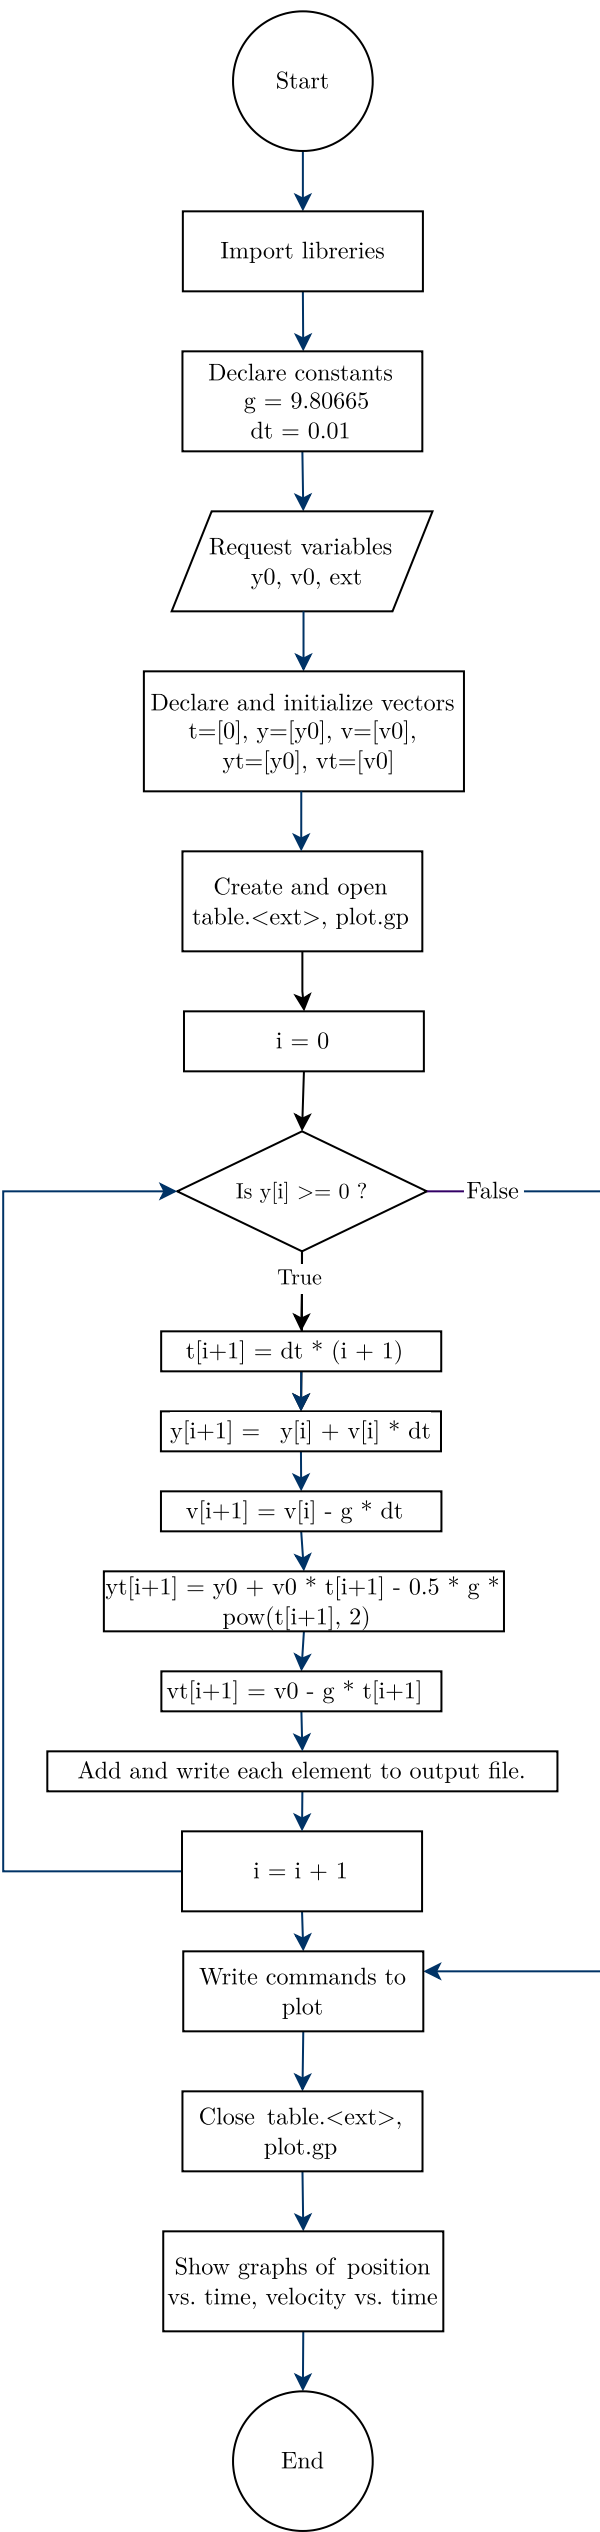 Start
Import libreries
Declare constants
g = 9.80665
dt = 0.01
Request variables
y0, v0, ext
Declare and initialize vectors
t=[0], y=[y0], v=[v0],
yt=[y0], vt=[v0]
Create and open
table.<ext>, plot.gp
i = 0
Is y[i] >= 0 ?
False
True
t[i+1] = dt * (i + 1)
y[i+1] = y[i] + v[i] * dt
v[i+1] = v[i] - g * dt
yt[i+1] = y0 + v0 * t[i+1] - 0.5 * g *
pow(t[i+1], 2)
vt[i+1] = v0 - g * t[i+1]
Add and write each element to output file.
i = i + 1
Write commands to
plot
Close table.<ext>,
plot.gp
Show graphs of position
vs. time, velocity vs. time
End